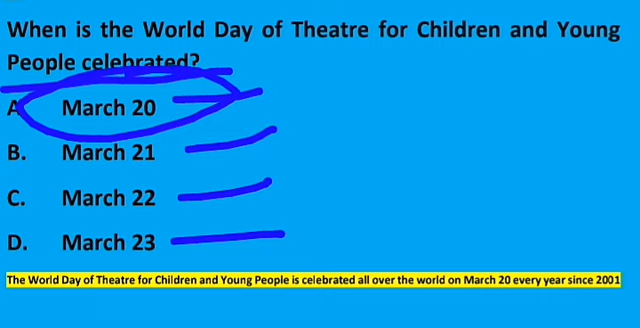 When is the World Day of Theatre for Children and Young
People celebrated?
A March 20
B. March 21
C. March 22
D. March 23
The World Day of Theatre for Children and Young People is celebrated all over the world on March 20 every year since 2001